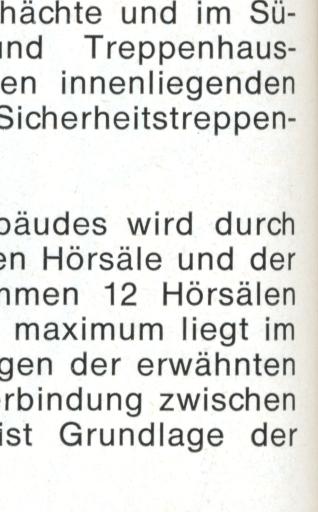 hächte und im Sü-
und Treppenhaus-
en innenliegenden
Sicherheitstreppen-
bäudes wird durch
en Hörsäle und der
mmen 12 Hörsälen
maximum liegt im
gen der erwähnten
erbindung zwischen
ist Grundlage der